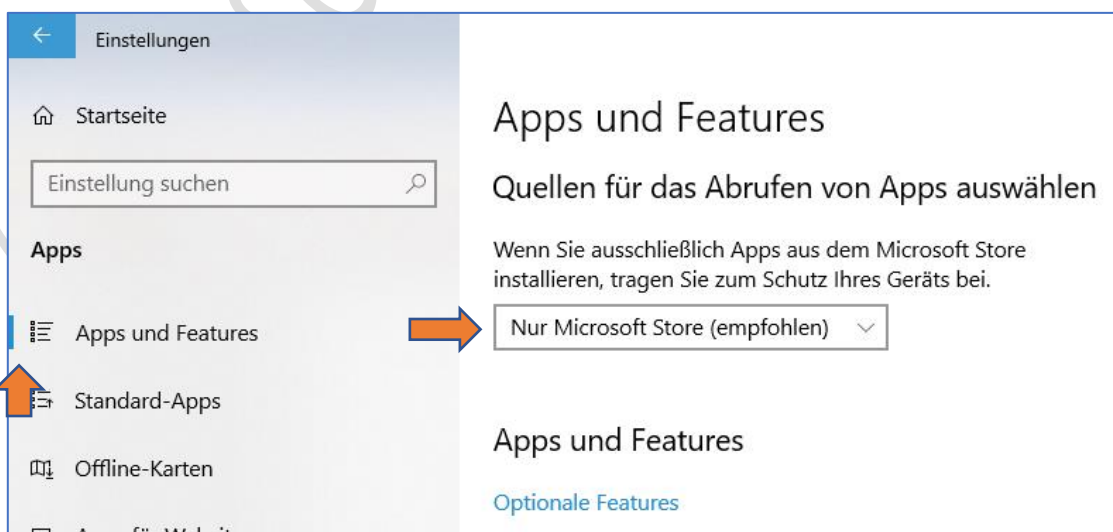 Einstellungen
Startseite
Einstellung suchen
Apps
Apps und Features
Standard-Apps
Offline-Karten
Apps und Features
Quellen für das Abrufen von Apps auswählen
Wenn Sie ausschließlich Apps aus dem Microsoft Store
installieren, tragen Sie zum Schutz Ihres Geräts bei.
Nur Microsoft Store (empfohlen)
Apps und Features
Optionale Features